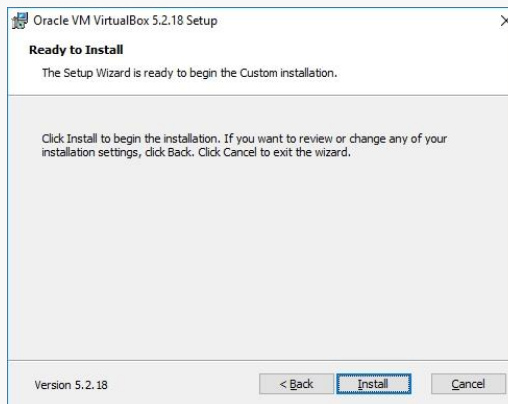 Oracle VM VirtualBox 5.2.18 Setup
Ready to Install
The Setup Wizard is ready to begin the Custom installation.
Click Install to begin the installation. If you want to review or change any of your
installation settings, click Back. Click Cancel to exit the wizard.
Version 5.2.18
< Back
Install
Cancel